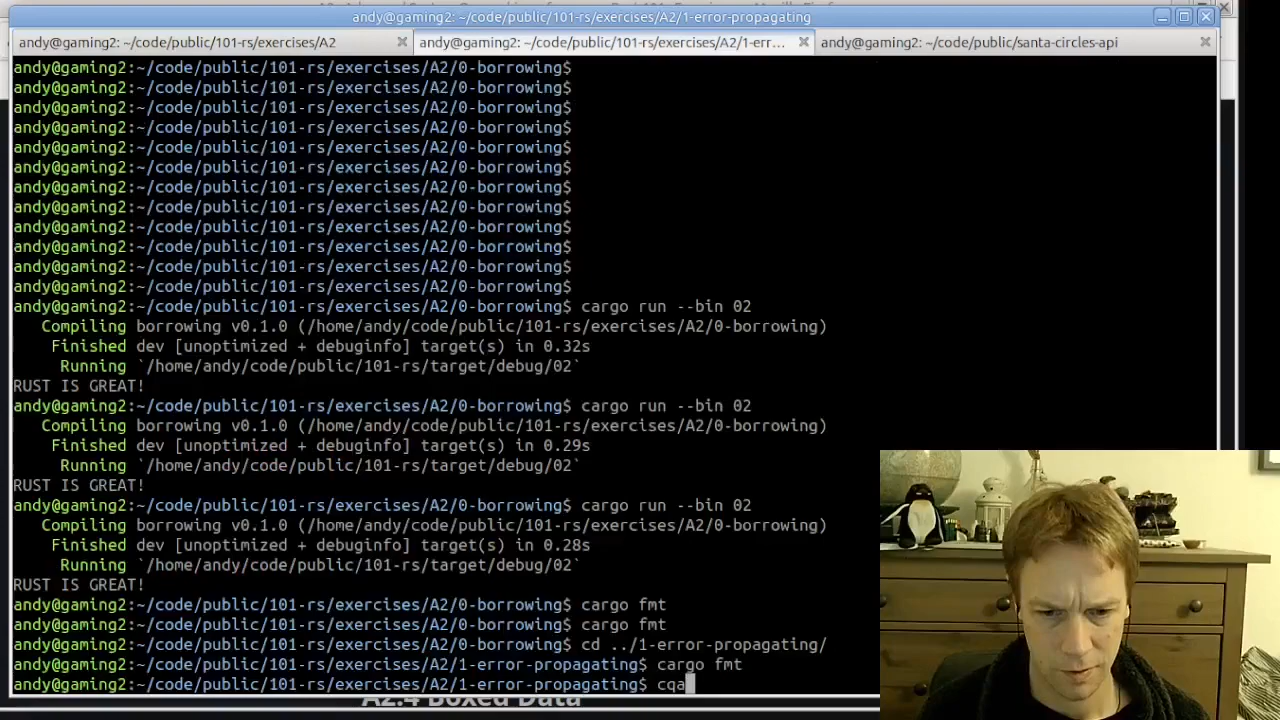 andy@gaming2: ~/code/public/101-rs/exercises/A2/1-error-propagating
andy@gaming2: ~/code/public/101-rs/exercises/A2
andy@gaming2: ~/code/public/101-rs/exercises/A2/1-err...
andy@gaming2: ~/code/public/santa-circles-api
andy@gaming2:~/code/public/101-rs/exercises/A2/0-borrowing$
andy@gaming2:~/code/public/101-rs/exercises/A2/0-borrowing$
andy@gaming2:~/code/public/101-rs/exercises/A2/0-borrowing$
andy@gaming2:~/code/public/101-rs/exercises/A2/0-borrowing$
andy@gaming2:~/code/public/101-rs/exercises/A2/0-borrowing$
andy@gaming2:~/code/public/101-rs/exercises/A2/0-borrowing$
andy@gaming2:~/code/public/101-rs/exercises/A2/0-borrowing$
andy@gaming2:~/code/public/101-rs/exercises/A2/0-borrowing$
andy@gaming2:~/code/public/101-rs/exercises/A2/0-borrowing$
andy@gaming2:~/code/public/101-rs/exercises/A2/0-borrowing$
andy@gaming2:~/code/public/101-rs/exercises/A2/0-borrowing$
andy@gaming2:~/code/public/101-rs/exercises/A2/0-borrowing$
andy@gaming2:~/code/public/101-rs/exercises/A2/0-borrowing$ cargo run --bin 02
Compiling borrowing v0.1.0 (/home/andy/code/public/101-rs/exercises/A2/0-borrowing)
Finished dev [unoptimized + debuginfo] target(s) in 0.32s
Running `/home/andy/code/public/101-rs/target/debug/02`
RUST IS GREAT!
andy@gaming2:~/code/public/101-rs/exercises/A2/0-borrowing$ cargo run --bin 02
Compiling borrowing v0.1.0 (/home/andy/code/public/101-rs/exercises/A2/0-borrowing)
Finished dev [unoptimized + debuginfo] target(s) in 0.29s
Running `/home/andy/code/public/101-rs/target/debug/02`
RUST IS GREAT!
andy@gaming2:~/code/public/101-rs/exercises/A2/0-borrowing$ cargo run --bin 02
Compiling borrowing v0.1.0 (/home/andy/code/public/101-rs/exercises/A2/0-borrowing)
Finished dev [unoptimized + debuginfo] target(s) in 0.28s
Running `/home/andy/code/public/101-rs/target/debug/02`
RUST IS GREAT!
andy@gaming2:~/code/public/101-rs/exercises/A2/0-borrowing$ cargo fmt
andy@gaming2:~/code/public/101-rs/exercises/A2/0-borrowing$ cargo fmt
andy@gaming2:~/code/public/101-rs/exercises/A2/0-borrowing$ cd ../1-error-propagating/
andy@gaming2:~/code/public/101-rs/exercises/A2/1-error-propagating$ cargo fmt
andy@gaming2:~/code/public/101-rs/exercises/A2/1-error-propagating$ cqa
A2.4 Boxed Data